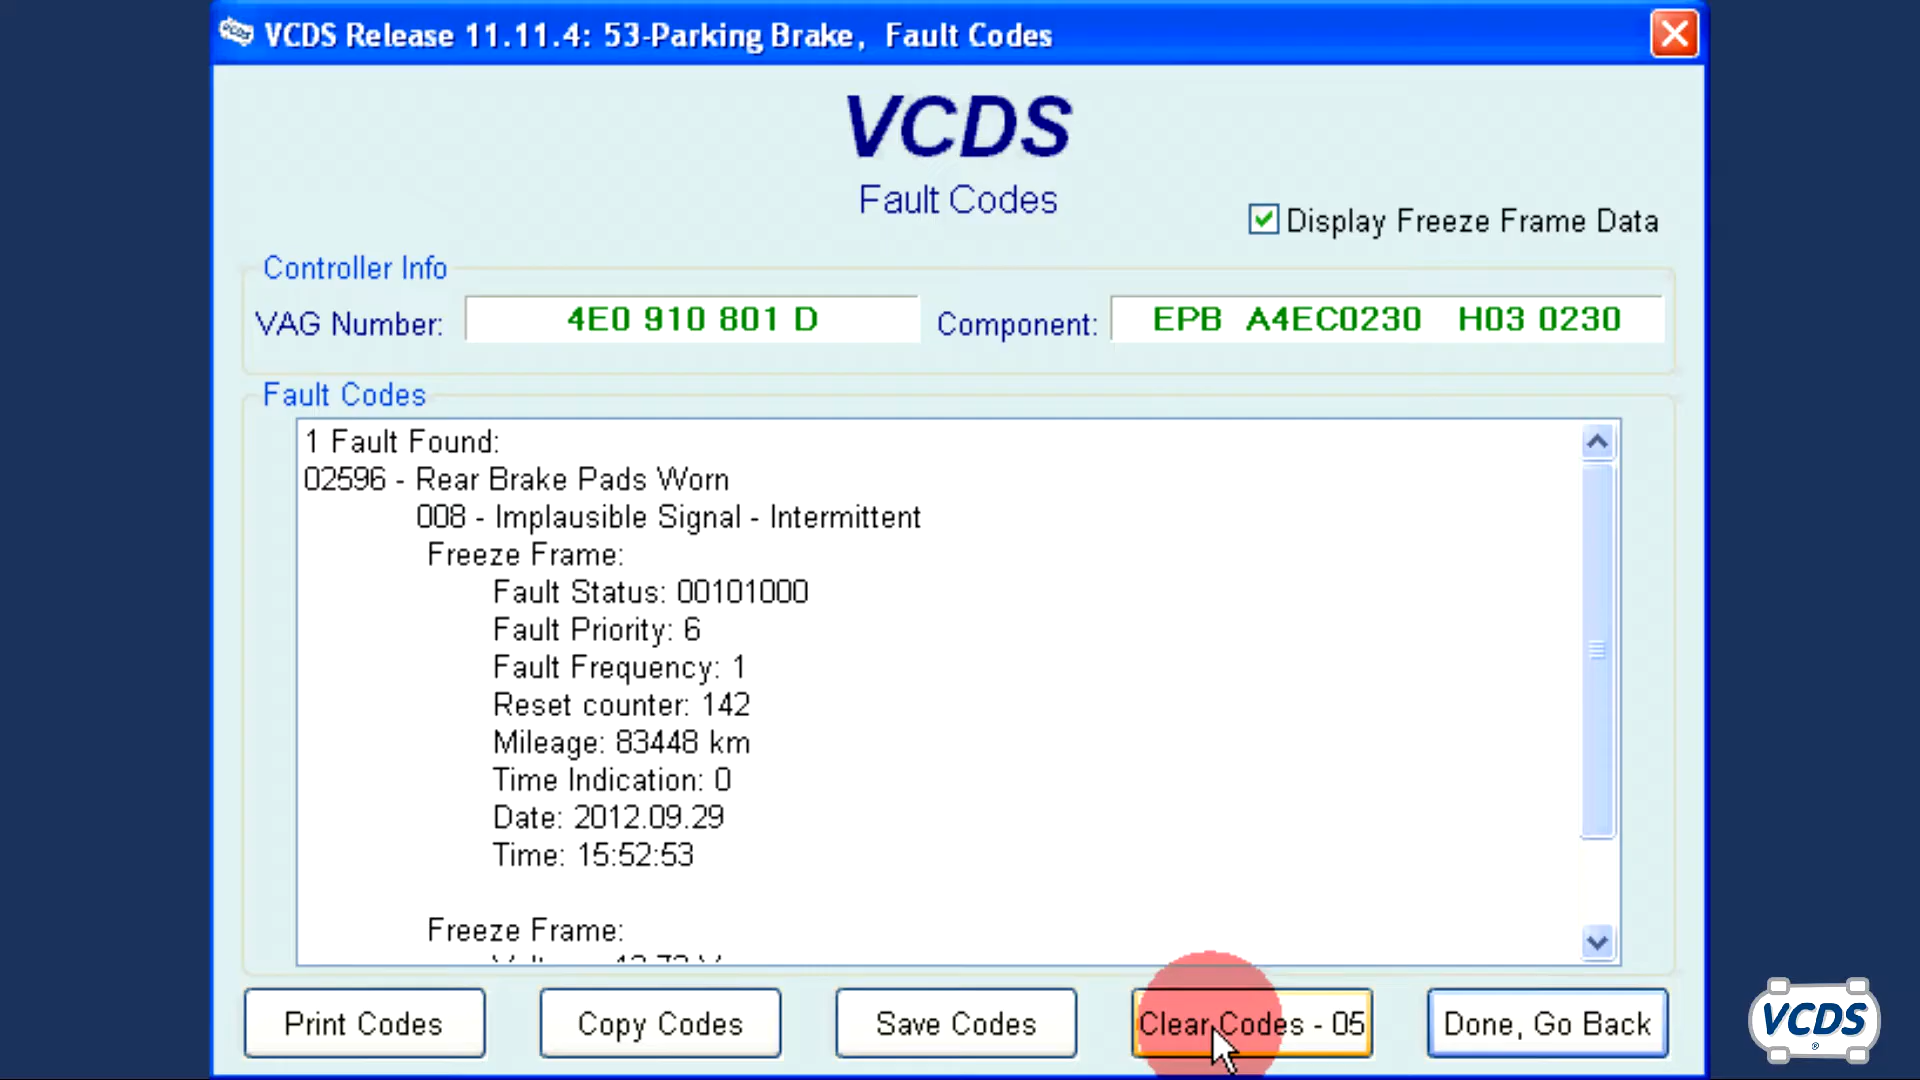 VCDS Release 11.11.4: 53-Parking Brake, Fault Codes
VCDS
Fault Codes
Display Freeze Frame Data
Controller Info
VAG Number: 4E0 910 801 D Component: EPB A4EC0230 H03 0230
Fault Codes
1 Fault Found:
02596 - Rear Brake Pads Worn
008 - Implausible Signal - Intermittent
Freeze Frame:
Fault Status: 00101000
Fault Priority: 6
Fault Frequency: 1
Reset counter: 142
Mileage: 83448 km
Time Indication: 0
Date: 2012.09.29
Time: 15:52:53
Freeze Frame:
Print Codes Copy Codes Save Codes Clear Codes - 05 Done, Go Back
VCDS
®